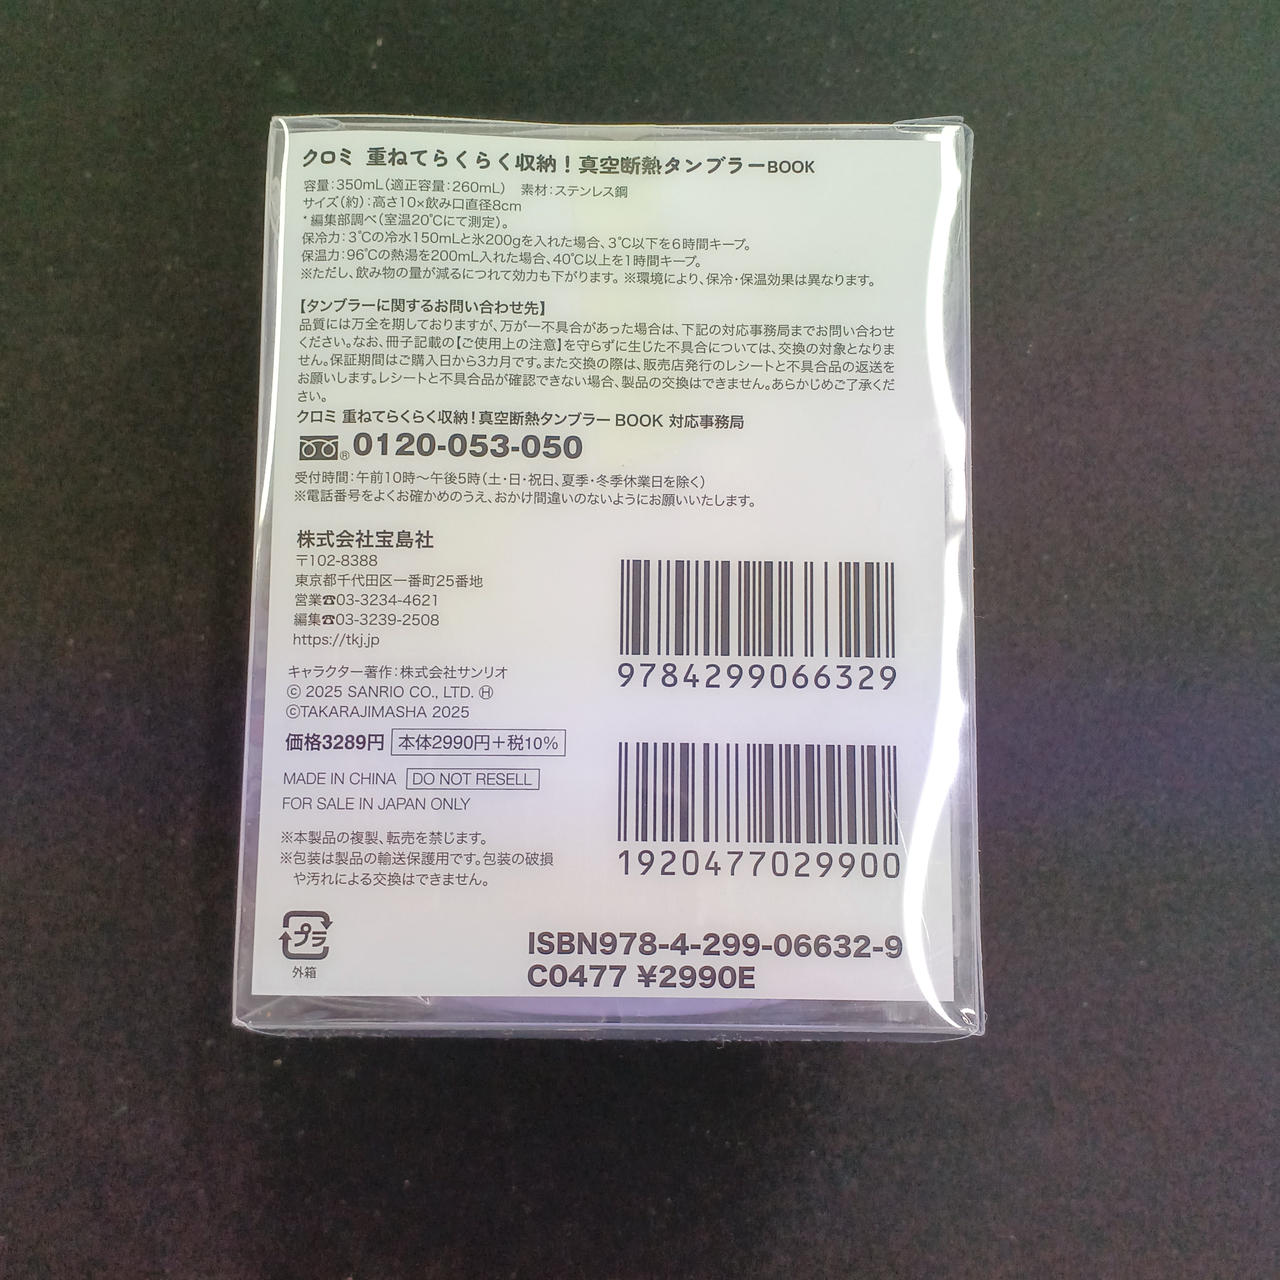 クロミ 重ねてらくらく収納！真空断熱タンブラーBOOK
容量：350mL（適正容量：260mL） 素材：ステンレス鋼
サイズ（約）：高さ10×飲み口直径8cm
*編集部調べ（室温20℃にて測定）。
保冷力：3℃の冷水150mLと氷200gを入れた場合、3℃以下を6時間キープ。
保温力：96℃の熱湯を200mL入れた場合、40℃以上を1時間キープ。
※ただし、飲み物の量が減るにつれて効力も下がります。※環境により、保冷・保温効果は異なります。
【タンブラーに関するお問い合わせ先】
品質には万全を期しておりますが、万が一不具合があった場合は、下記の対応事務局までお問い合わせ
ください。なお、冊子記載の【ご使用上の注意】を守らずに生じた不具合については、交換の対象となりま
せん。保証期間はご購入日から3カ月です。また交換の際は、販売店発行のレシートと不具合品の返送を
お願いします。レシートと不具合品が確認できない場合、製品の交換はできません。あらかじめご了承くだ
さい。
クロミ 重ねてらくらく収納！真空断熱タンブラー BOOK 対応事務局
® 0120-053-050
受付時間：午前10時〜午後5時（土・日・祝日、夏季・冬季休業日を除く）
※電話番号をよくお確かめのうえ、おかけ間違いのないようにお願いいたします。
株式会社宝島社
〒102-8388
東京都千代田区一番町25番地
営業☎03-3234-4621
編集☎03-3239-2508
https://tkj.jp
キャラクター著作：株式会社サンリオ
Ⓒ 2025 SANRIO CO., LTD. Ⓗ
ⒸTAKARAJIMASHA 2025
価格3289円 本体2990円＋税10%
MADE IN CHINA DO NOT RESELL
FOR SALE IN JAPAN ONLY
※本製品の複製、転売を禁じます。
※包装は製品の輸送保護用です。包装の破損
や汚れによる交換はできません。
プラ
外箱
9784299066329
1920477029900
ISBN978-4-299-06632-9
C0477 ¥2990E